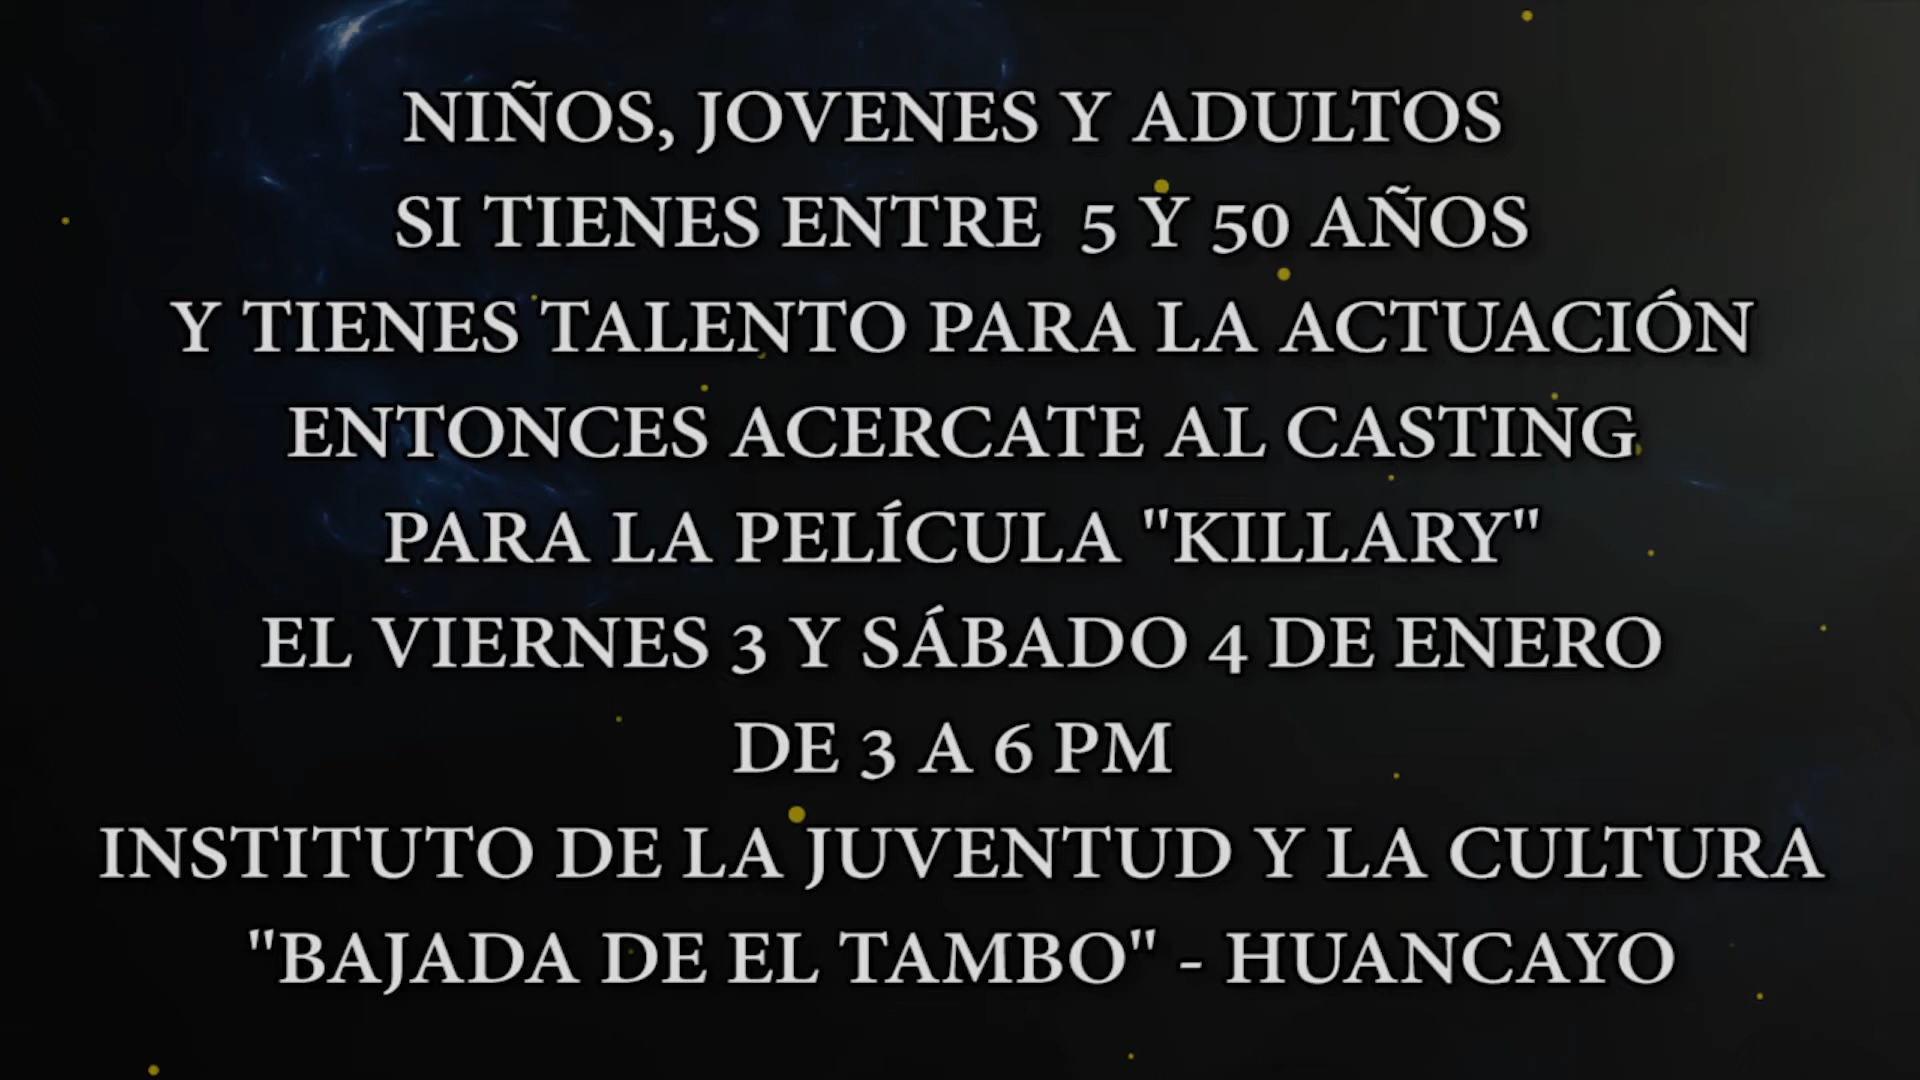 NIÑOS, JOVENES Y ADULTOS
SI TIENES ENTRE 5 Y 50 AÑOS
Y TIENES TALENTO PARA LA ACTUACIÓN
ENTONCES ACERCATE AL CASTING
PARA LA PELÍCULA "KILLARY"
EL VIERNES 3 Y SÁBADO 4 DE ENERO
DE 3 A 6 PM
INSTITUTO DE LA JUVENTUD Y LA CULTURA
"BAJADA DE EL TAMBO" - HUANCAYO